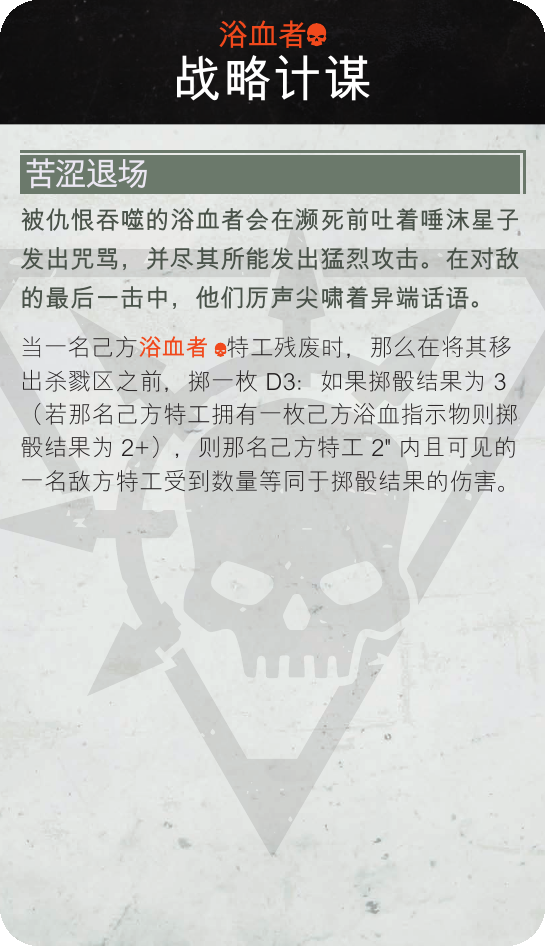 浴血者
战略计谋
苦涩退场
被仇恨吞噬的浴血者会在濒死前吐着唾沫星子
发出咒骂，并尽其所能发出猛烈攻击。在对敌
的最后一击中，他们厉声尖啸着异端话语。
当一名己方浴血者特工残废时，那么在将其移
出杀戮区之前，掷一枚 D3：如果掷骰结果为 3
（若那名己方特工拥有一枚己方浴血指示物则掷
骰结果为 2+），则那名己方特工 2" 内且可见的
一名敌方特工受到数量等同于掷骰结果的伤害。